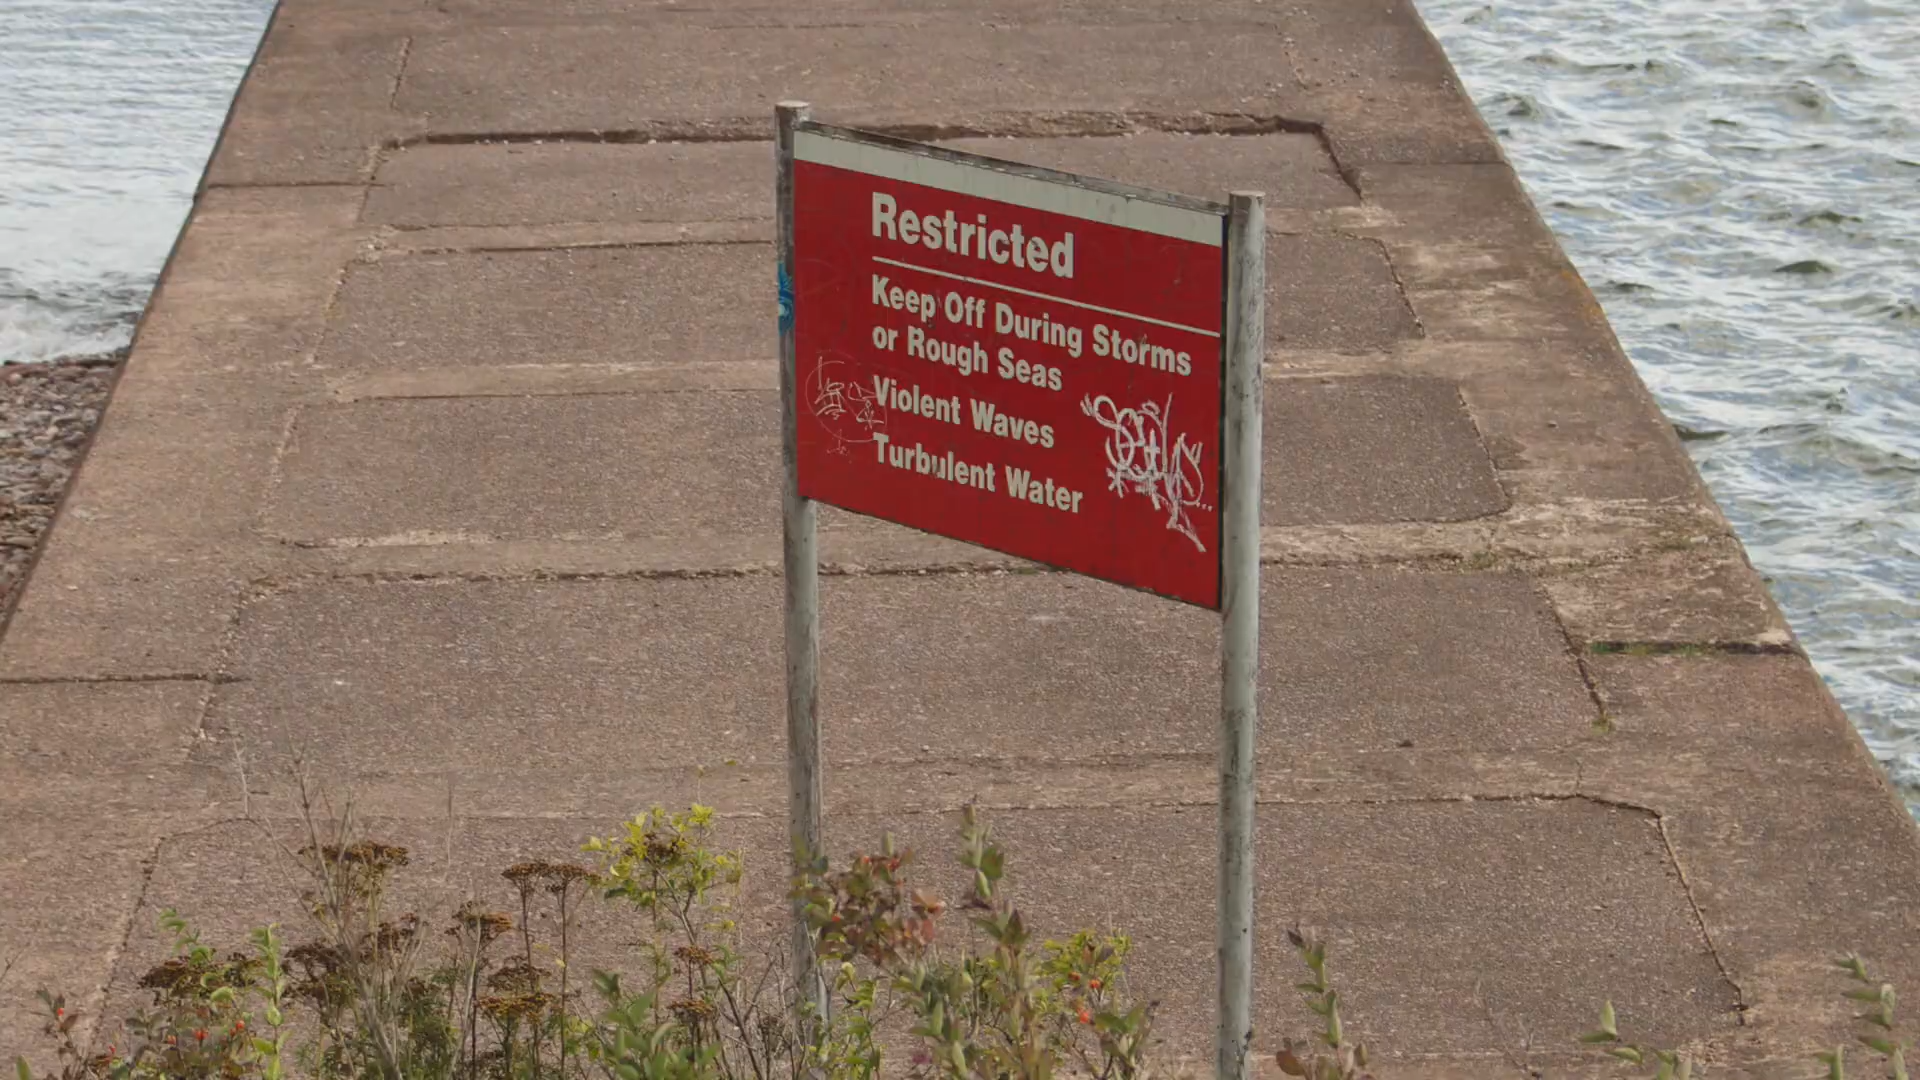 Restricted
Keep Off During Storms
or Rough Seas
Violent Waves
Turbulent Water